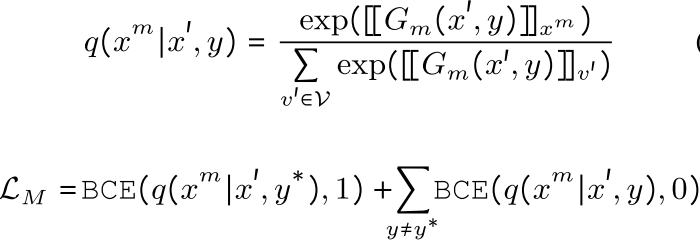 q(x^m|x′, y) = exp(⟦G_m(x′, y)⟧_{x^m}) / ∑_{v′∈𝒱} exp(⟦G_m(x′, y)⟧_{v′}) (
ℒ_M = BCE(q(x^m|x′, y*), 1) + ∑_{y≠y*} BCE(q(x^m|x′, y), 0)